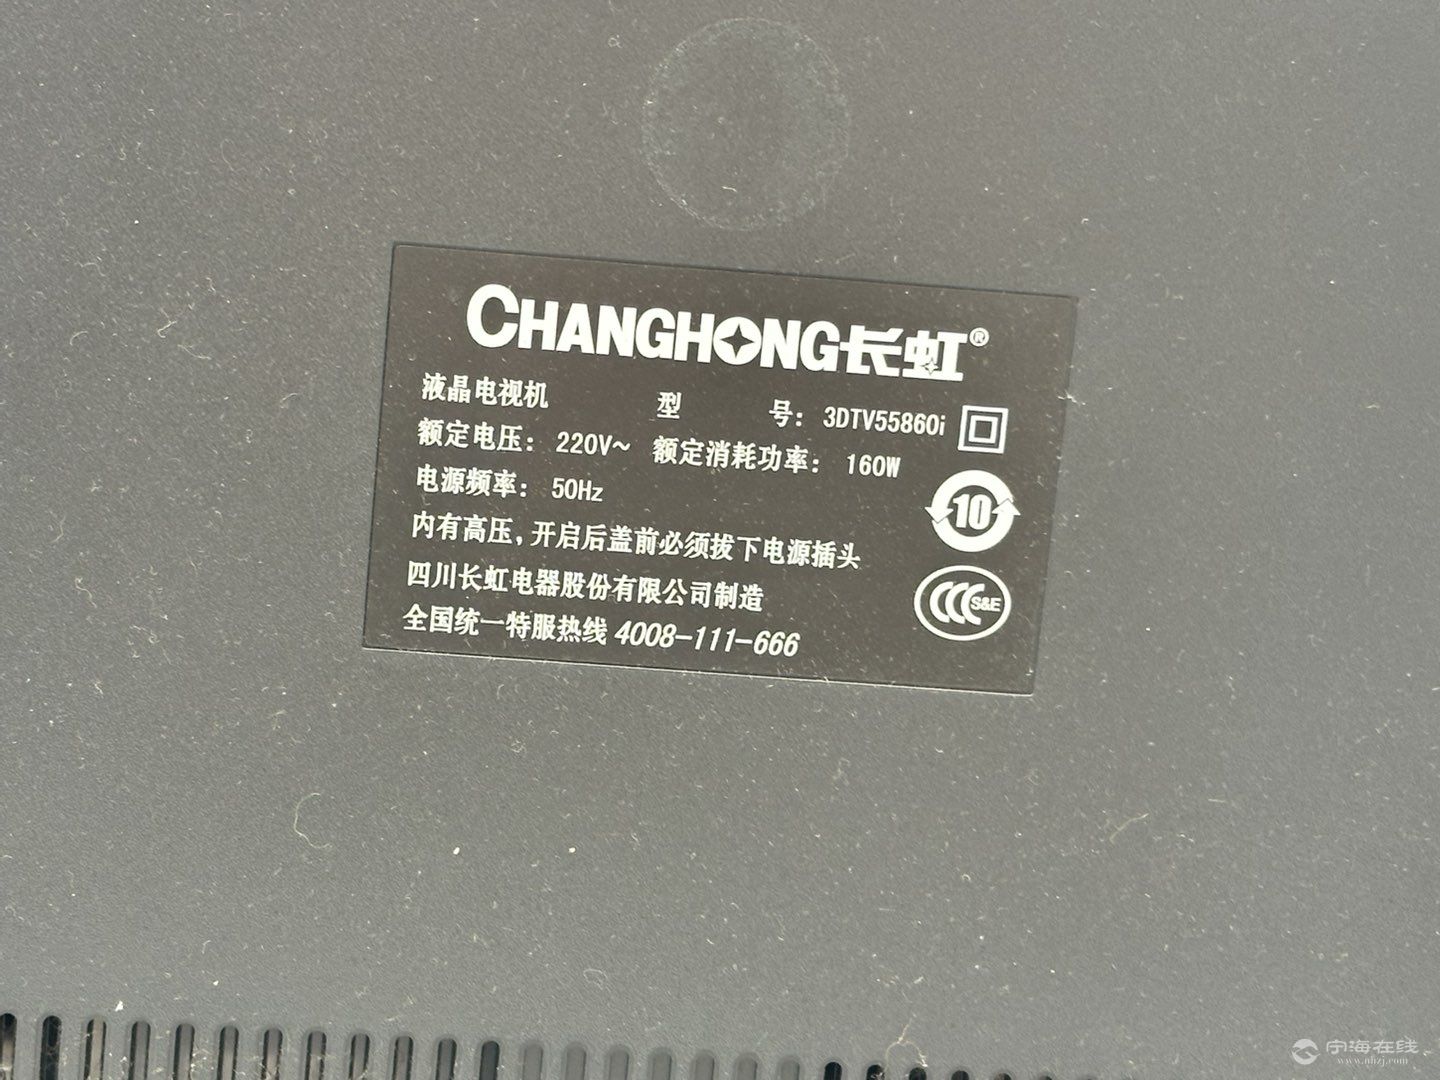 CHANGHONG长虹®
液晶电视机 型 号: 3DTV55860i
额定电压: 220V~ 额定消耗功率: 160W
电源频率: 50Hz
10
内有高压,开启后盖前必须拔下电源插头
四川长虹电器股份有限公司制造
CCC S&E
全国统一特服热线 4008-111-666
宁海在线
www.nhzj.com